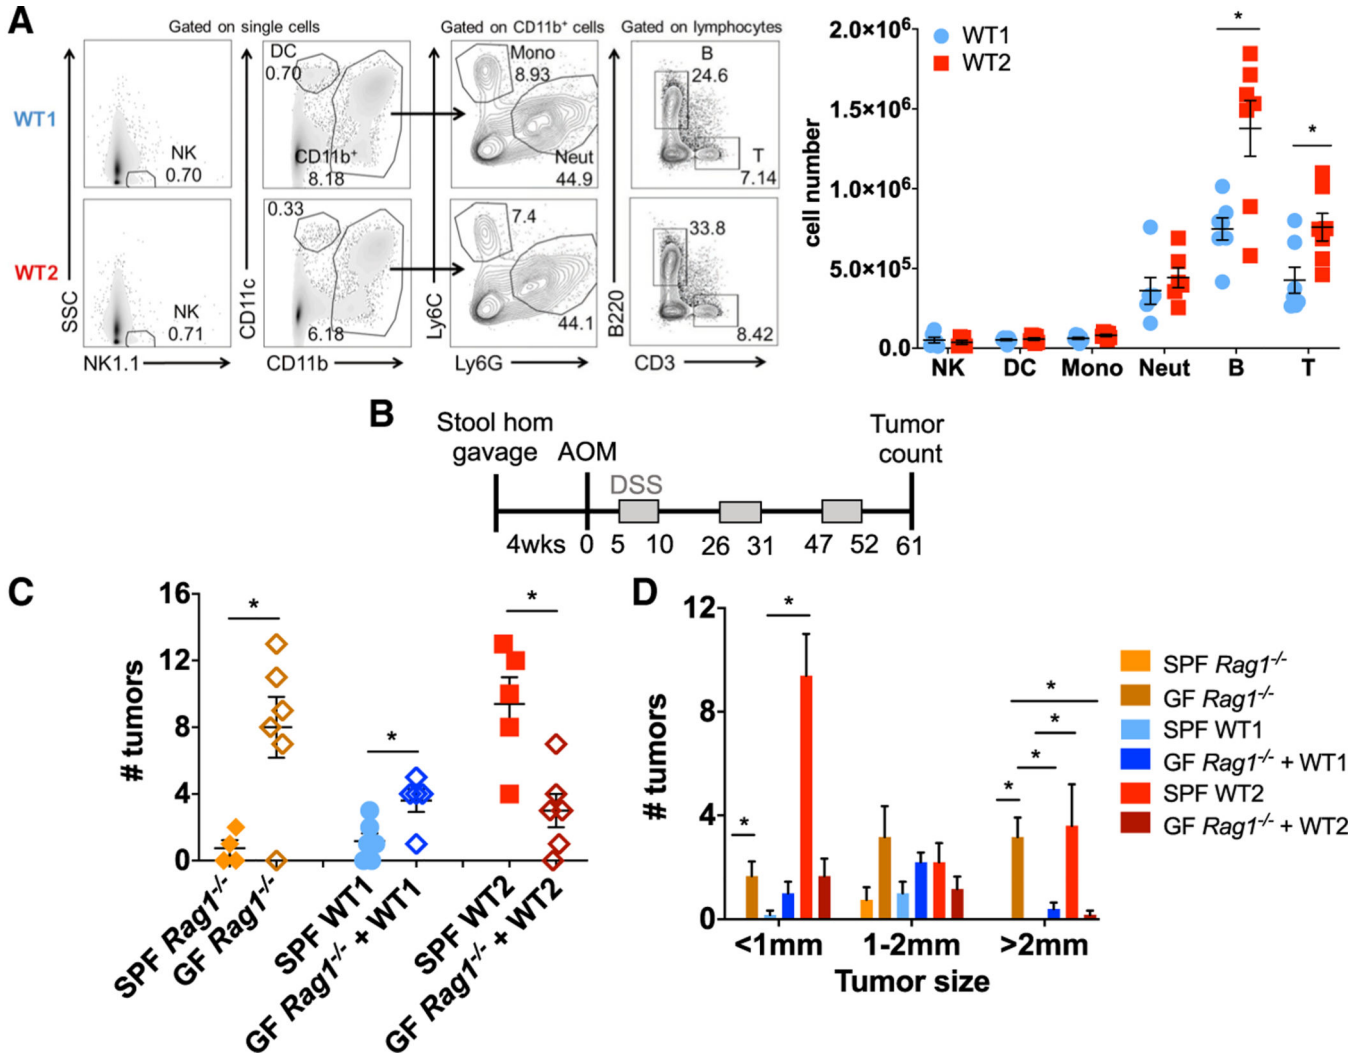 A
Gated on single cells
Gated on CD11b+ cells
Gated on lymphocytes
WT1
NK
0.70
DC
0.70
CD11b+
8.18
Mono
8.93
Neut
44.9
B
24.6
T
7.14
WT2
SSC
NK
0.71
NK1.1
CD11c
0.33
6.18
CD11b
Ly6C
7.4
44.1
Ly6G
B220
33.8
8.42
CD3
WT1
WT2
cell number
2.0×10⁶
1.5×10⁶
1.0×10⁶
5.0×10⁵
0.0
* *
NK DC Mono Neut B T
B
Stool hom
gavage
AOM
DSS
Tumor
count
4wks 0 5 10 26 31 47 52 61
C
# tumors
16
12
8
4
0
* * *
SPF Rag1-/-
GF Rag1-/-
SPF WT1
GF Rag1-/- + WT1
SPF WT2
GF Rag1-/- + WT2
D
# tumors
12
8
4
0
* * * * * *
<1mm 1-2mm >2mm
Tumor size
SPF Rag1-/-
GF Rag1-/-
SPF WT1
GF Rag1-/- + WT1
SPF WT2
GF Rag1-/- + WT2